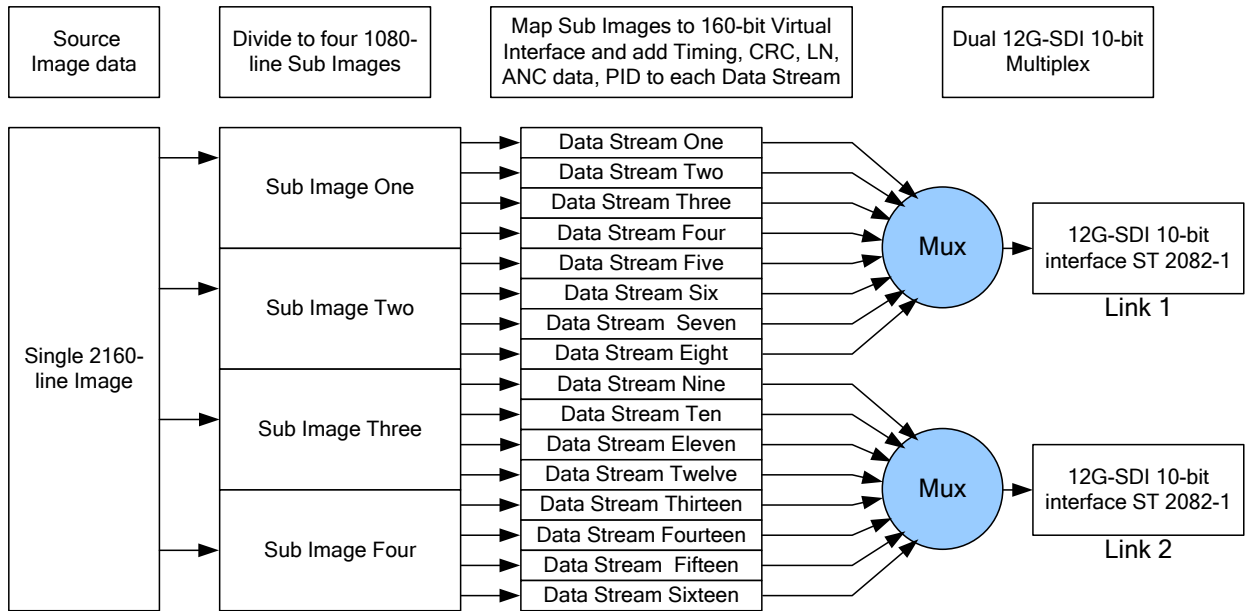 Source
Image data
Divide to four 1080-
line Sub Images
Map Sub Images to 160-bit Virtual
Interface and add Timing, CRC, LN,
ANC data, PID to each Data Stream
Dual 12G-SDI 10-bit
Multiplex
Single 2160-
line Image
Sub Image One
Sub Image Two
Sub Image Three
Sub Image Four
Data Stream One
Data Stream Two
Data Stream Three
Data Stream Four
Data Stream Five
Data Stream Six
Data Stream  Seven
Data Stream Eight
Data Stream Nine
Data Stream Ten
Data Stream Eleven
Data Stream Twelve
Data Stream Thirteen
Data Stream Fourteen
Data Stream  Fifteen
Data Stream Sixteen
Mux
12G-SDI 10-bit
interface ST 2082-1
Link 1
Mux
12G-SDI 10-bit
interface ST 2082-1
Link 2